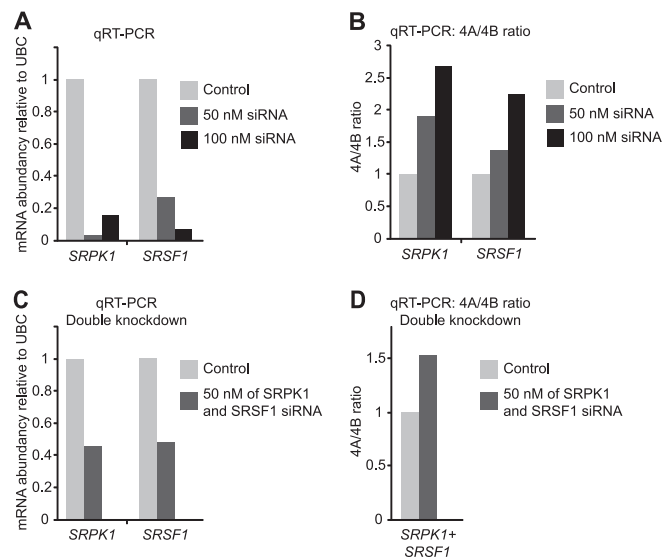 A
qRT-PCR
mRNA abundancy relative to UBC
1
0.8
0.6
0.4
0.2
0
SRPK1
SRSF1
Control
50 nM siRNA
100 nM siRNA
B
qRT-PCR: 4A/4B ratio
4A/4B ratio
3
2.5
2
1.5
1
0.5
0
SRPK1
SRSF1
Control
50 nM siRNA
100 nM siRNA
C
qRT-PCR
Double knockdown
mRNA abundancy relative to UBC
1
0.8
0.6
0.4
0.2
0
SRPK1
SRSF1
Control
50 nM of SRPK1
and SRSF1 siRNA
D
qRT-PCR: 4A/4B ratio
Double knockdown
4A/4B ratio
1.5
1
0.5
0
SRPK1+
SRSF1
Control
50 nM of SRPK1
and SRSF1 siRNA